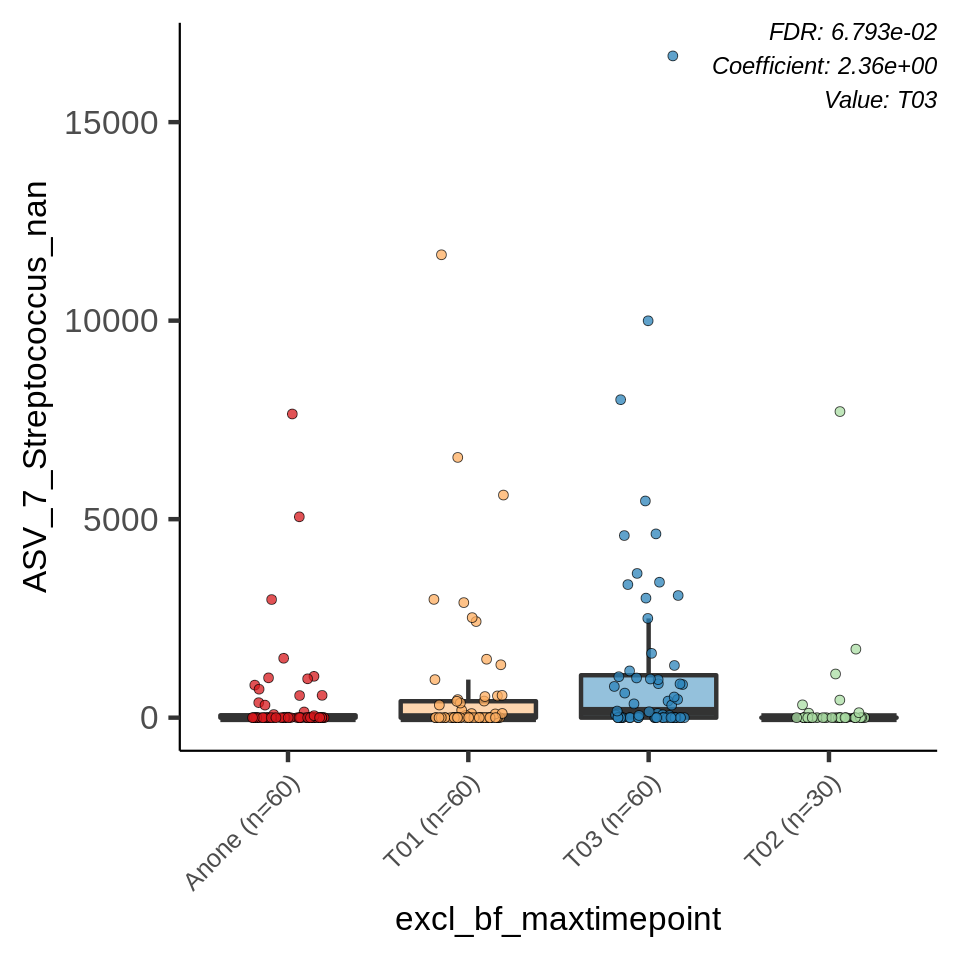 FDR: 6.793e-02
Coefficient: 2.36e+00
Value: T03
15000
10000
5000
0
ASV_7_Streptococcus_nan
Anone (n=60)
T01 (n=60)
T03 (n=60)
T02 (n=30)
excl_bf_maxtimepoint